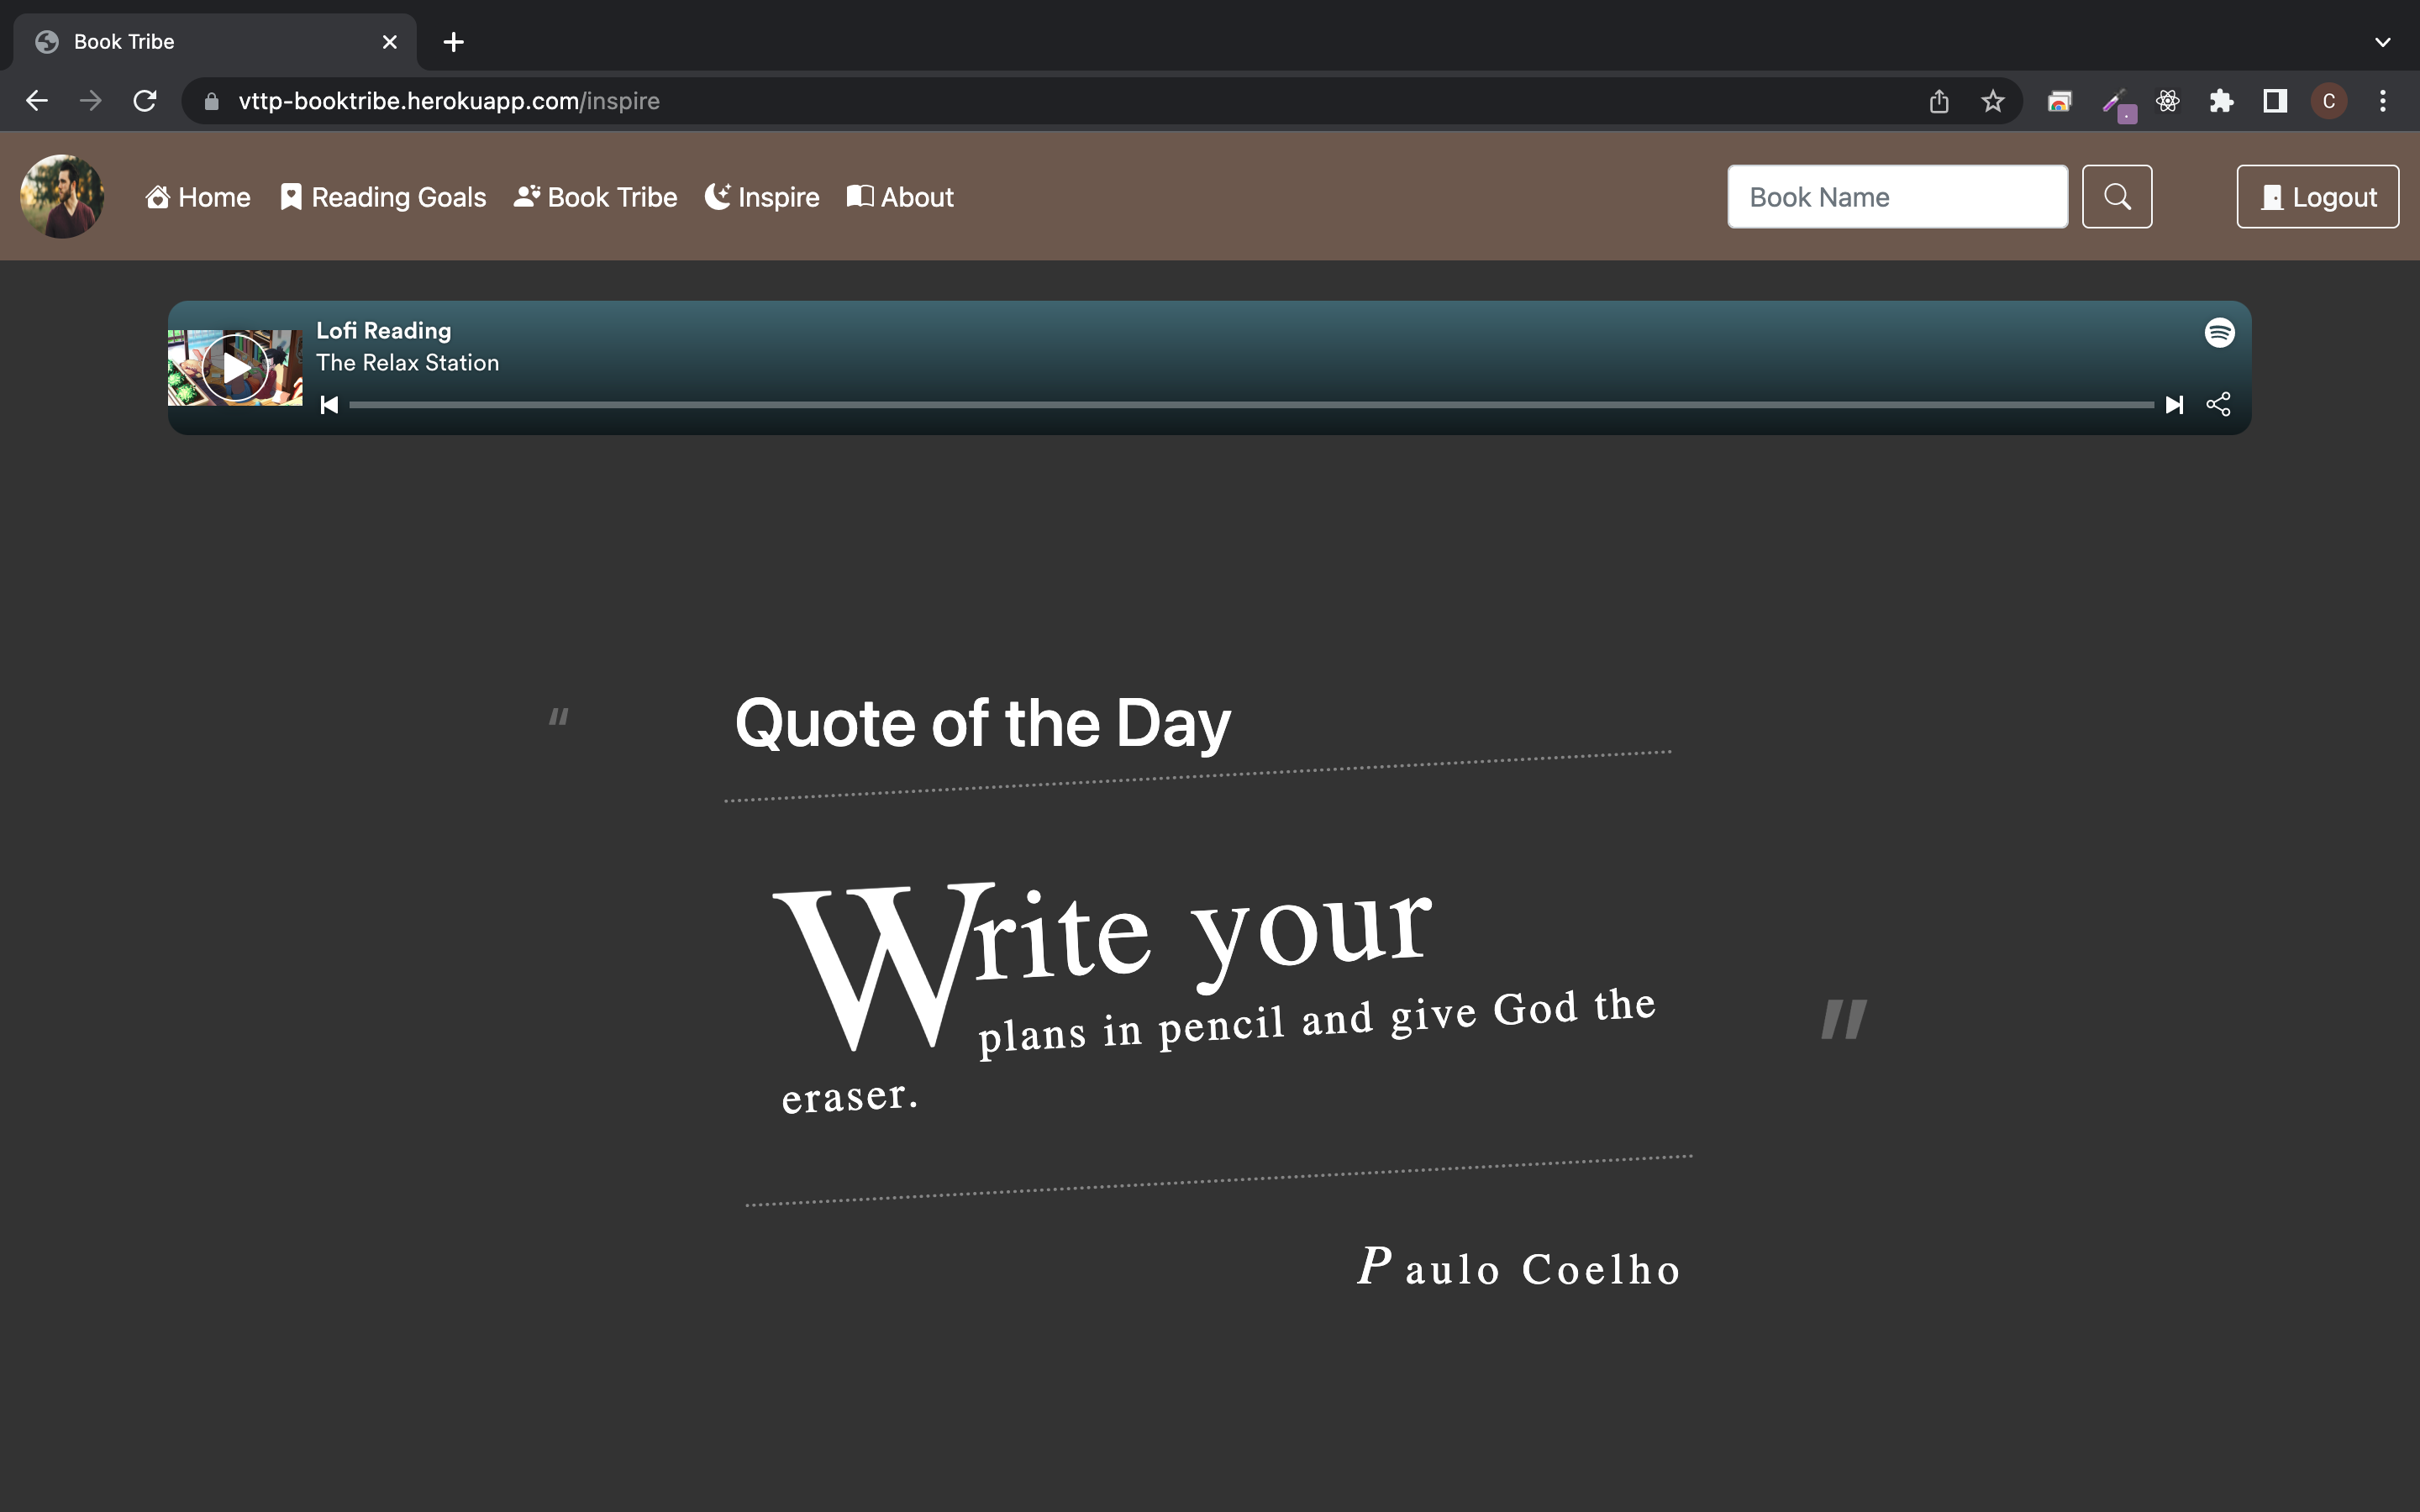 Book Tribe
vttp-booktribe.herokuapp.com/inspire
C
Home Reading Goals Book Tribe Inspire About Book Name Logout
Lofi Reading
The Relax Station
"
Quote of the Day
Write your
plans in pencil and give God the
eraser.
"
Paulo Coelho